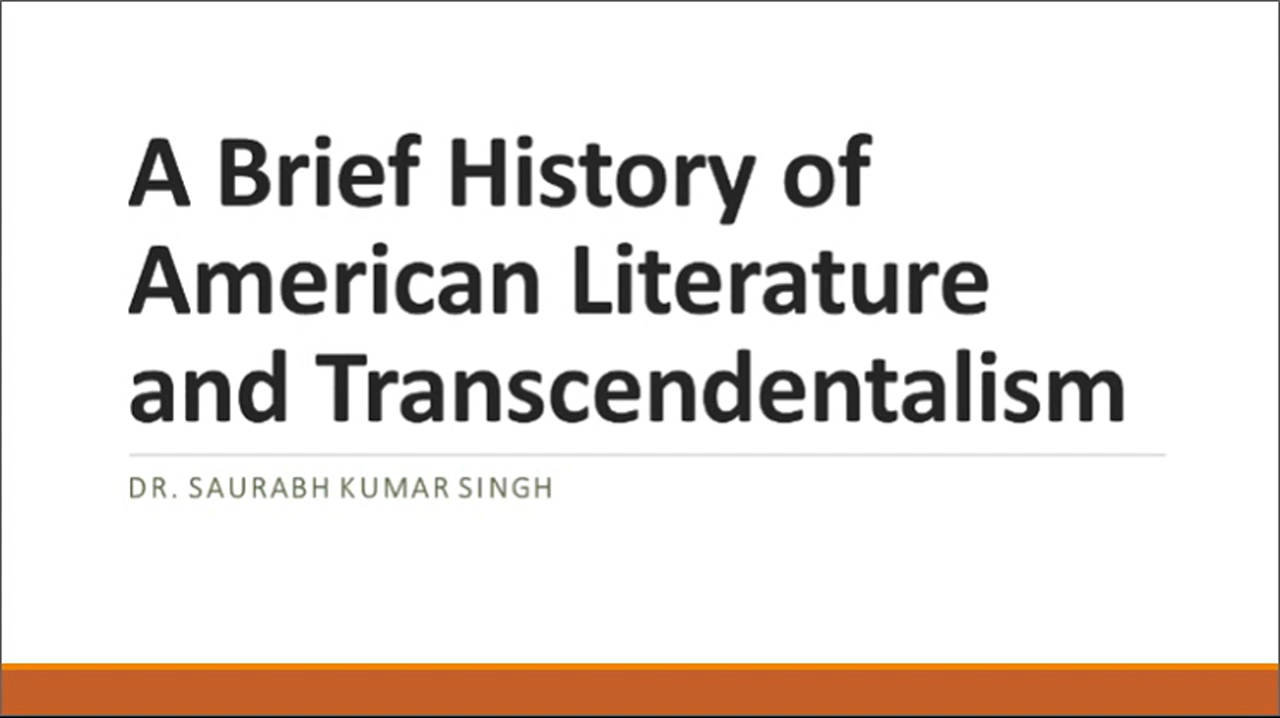 A Brief History of
American Literature
and Transcendentalism
DR. SAURABH KUMAR SINGH